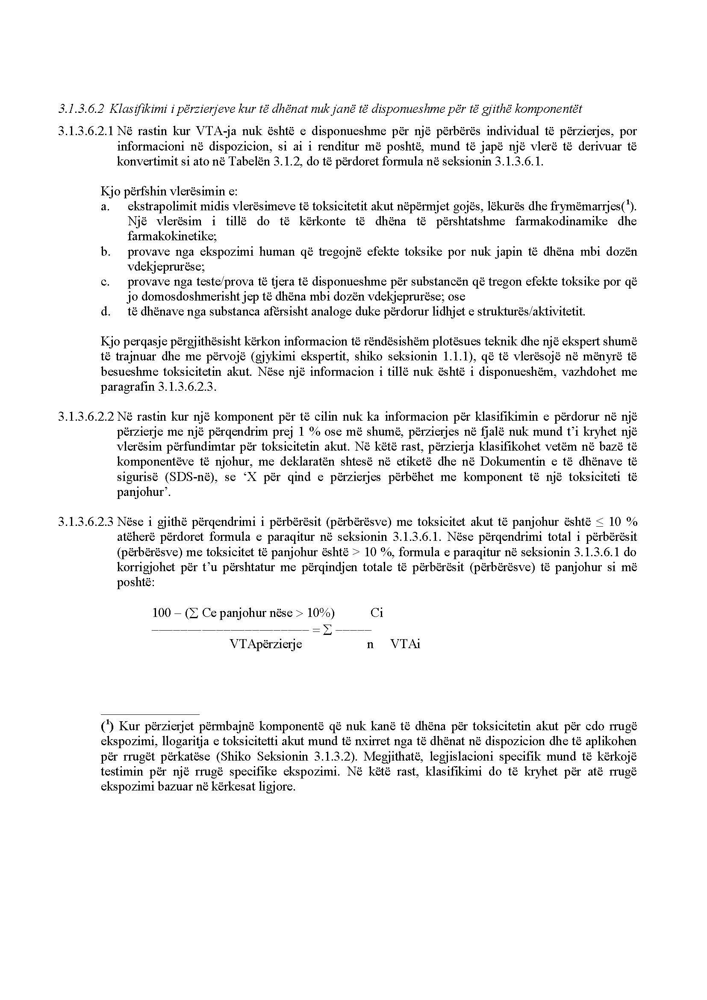 3.1.3.6.2 Klasifikimi i përzierjeve kur të dhënat nuk janë të disponueshme për të gjithë komponentët
3.1.3.6.2.1 Në rastin kur VTA-ja nuk është e disponueshme për një përbërës individual të përzierjes, por
informacioni në dispozicion, si ai i renditur më poshtë, mund të japë një vlerë të derivuar të
konvertimit si ato në Tabelën 3.1.2, do të përdoret formula në seksionin 3.1.3.6.1.
Kjo përfshin vlerësimin e:
a. ekstrapolimit midis vlerësimeve të toksicitetit akut nëpërmjet gojës, lëkurës dhe frymëmarrjes(¹).
Një vlerësim i tillë do të kërkonte të dhëna të përshtatshme farmakodinamike dhe
farmakokinetike;
b. provave nga ekspozimi human që tregojnë efekte toksike por nuk japin të dhëna mbi dozën
vdekjeprurëse;
c. provave nga teste/prova të tjera të disponueshme për substancën që tregon efekte toksike por që
jo domosdoshmerisht jep të dhëna mbi dozën vdekjeprurëse; ose
d. të dhënave nga substanca afërsisht analoge duke përdorur lidhjet e strukturës/aktivitetit.
Kjo perqasje përgjithësisht kërkon informacion të rëndësishëm plotësues teknik dhe një ekspert shumë
të trajnuar dhe me përvojë (gjykimi ekspertit, shiko seksionin 1.1.1), që të vlerësojë në mënyrë të
besueshme toksicitetin akut. Nëse një informacion i tillë nuk është i disponueshëm, vazhdohet me
paragrafin 3.1.3.6.2.3.
3.1.3.6.2.2 Në rastin kur një komponent për të cilin nuk ka informacion për klasifikimin e përdorur në një
përzierje me një përqendrim prej 1 % ose më shumë, përzierjes në fjalë nuk mund t’i kryhet një
vlerësim përfundimtar për toksicitetin akut. Në këtë rast, përzierja klasifikohet vetëm në bazë të
komponentëve të njohur, me deklaratën shtesë në etiketë dhe në Dokumentin e të dhënave të
sigurisë (SDS-në), se ‘X për qind e përzierjes përbëhet me komponent të një toksiciteti të
panjohur’.
3.1.3.6.2.3 Nëse i gjithë përqendrimi i përbërësit (përbërësve) me toksicitet akut të panjohur është ≤ 10 %
atëherë përdoret formula e paraqitur në seksionin 3.1.3.6.1. Nëse përqendrimi total i përbërësit
(përbërësve) me toksicitet të panjohur është > 10 %, formula e paraqitur në seksionin 3.1.3.6.1 do
korrigjohet për t’u përshtatur me përqindjen totale të përbërësit (përbërësve) të panjohur si më
poshtë:
100 – (∑ Ce panjohur nëse > 10%) Ci
–––––––––––––––––––––– = ∑ –––––
VTApërzierje n VTAi
(¹) Kur përzierjet përmbajnë komponentë që nuk kanë të dhëna për toksicitetin akut për cdo rrugë
ekspozimi, llogaritja e toksicitetti akut mund të nxirret nga të dhënat në dispozicion dhe të aplikohen
për rrugët përkatëse (Shiko Seksionin 3.1.3.2). Megjithatë, legjislacioni specifik mund të kërkojë
testimin për një rrugë specifike ekspozimi. Në këtë rast, klasifikimi do të kryhet për atë rrugë
ekspozimi bazuar në kërkesat ligjore.